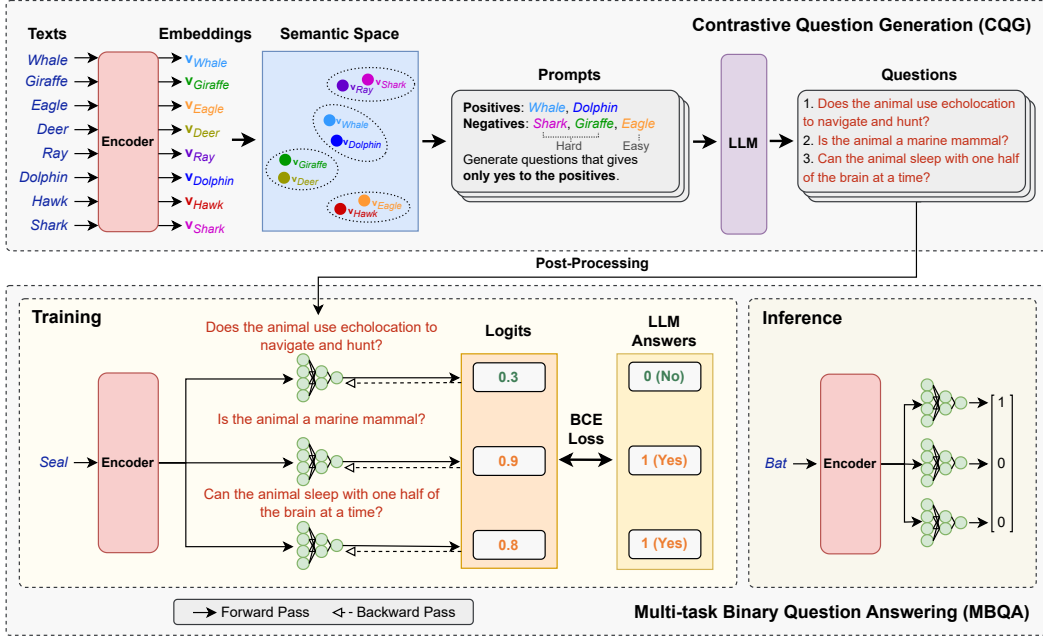 Contrastive Question Generation (CQG)
Texts
Embeddings
Semantic Space
Whale
Giraffe
Eagle
Deer
Ray
Dolphin
Hawk
Shark
Encoder
vWhale
vGiraffe
vEagle
vDeer
vRay
vDolphin
vHawk
vShark
vRay
vShark
vWhale
vDolphin
vGiraffe
vDeer
vEagle
vHawk
Prompts
Positives: Whale, Dolphin
Negatives: Shark, Giraffe, Eagle
Hard Easy
Generate questions that gives
only yes to the positives.
LLM
Questions
1. Does the animal use echolocation
to navigate and hunt?
2. Is the animal a marine mammal?
3. Can the animal sleep with one half
of the brain at a time?
Post-Processing
Training
Does the animal use echolocation to
navigate and hunt?
Is the animal a marine mammal?
Can the animal sleep with one half of
the brain at a time?
Seal
Encoder
Logits
0.3
0.9
0.8
BCE
Loss
LLM
Answers
0 (No)
1 (Yes)
1 (Yes)
Inference
Bat
Encoder
1
0
0
Forward Pass
Backward Pass
Multi-task Binary Question Answering (MBQA)